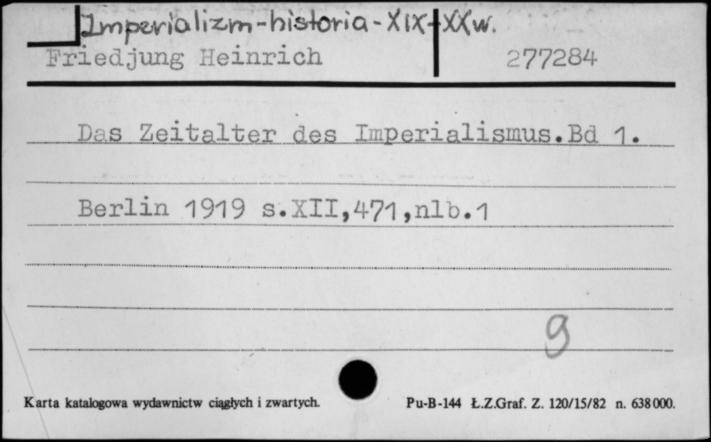 Imperializm-historia-XIX-XXw.
Friedjung Heinrich 277284
Das Zeitalter des Imperialismus.Bd 1.
Berlin 1919 s.XII,471,nlb.1
9
Karta katalogowa wydawnictw ciągłych i zwartych. Pu-B-144 Ł.Z.Graf. Z. 120/15/82 n. 638000.